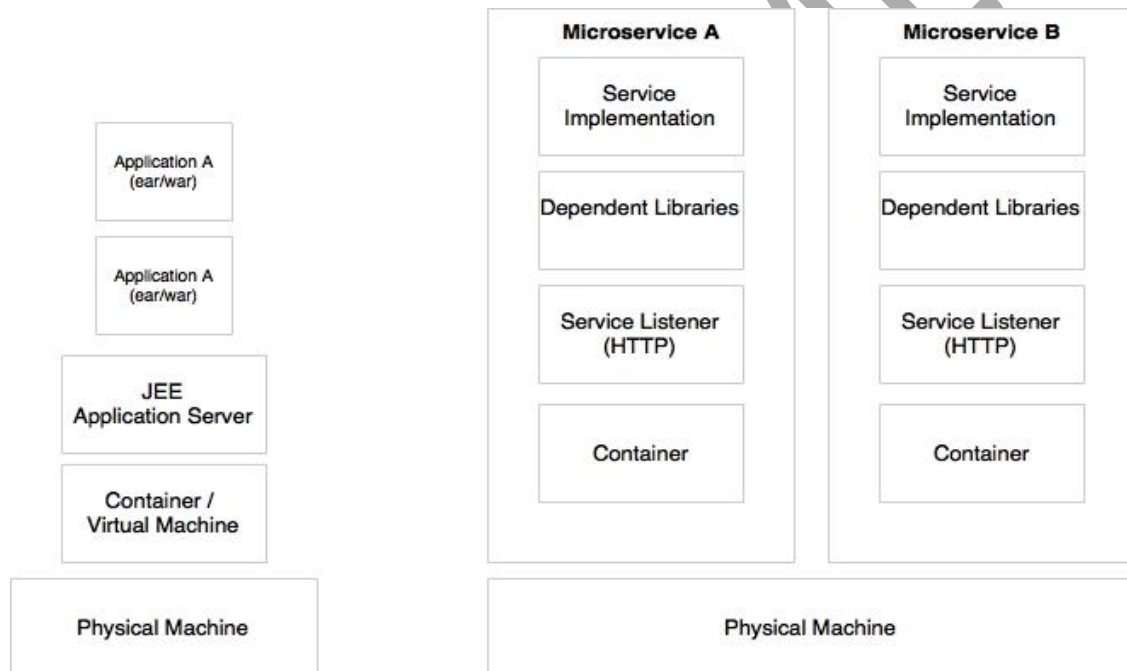 Application A
(ear/war)
Application A
(ear/war)
JEE
Application Server
Container /
Virtual Machine
Physical Machine
Microservice A
Service
Implementation
Dependent Libraries
Service Listener
(HTTP)
Container
Microservice B
Service
Implementation
Dependent Libraries
Service Listener
(HTTP)
Container
Physical Machine